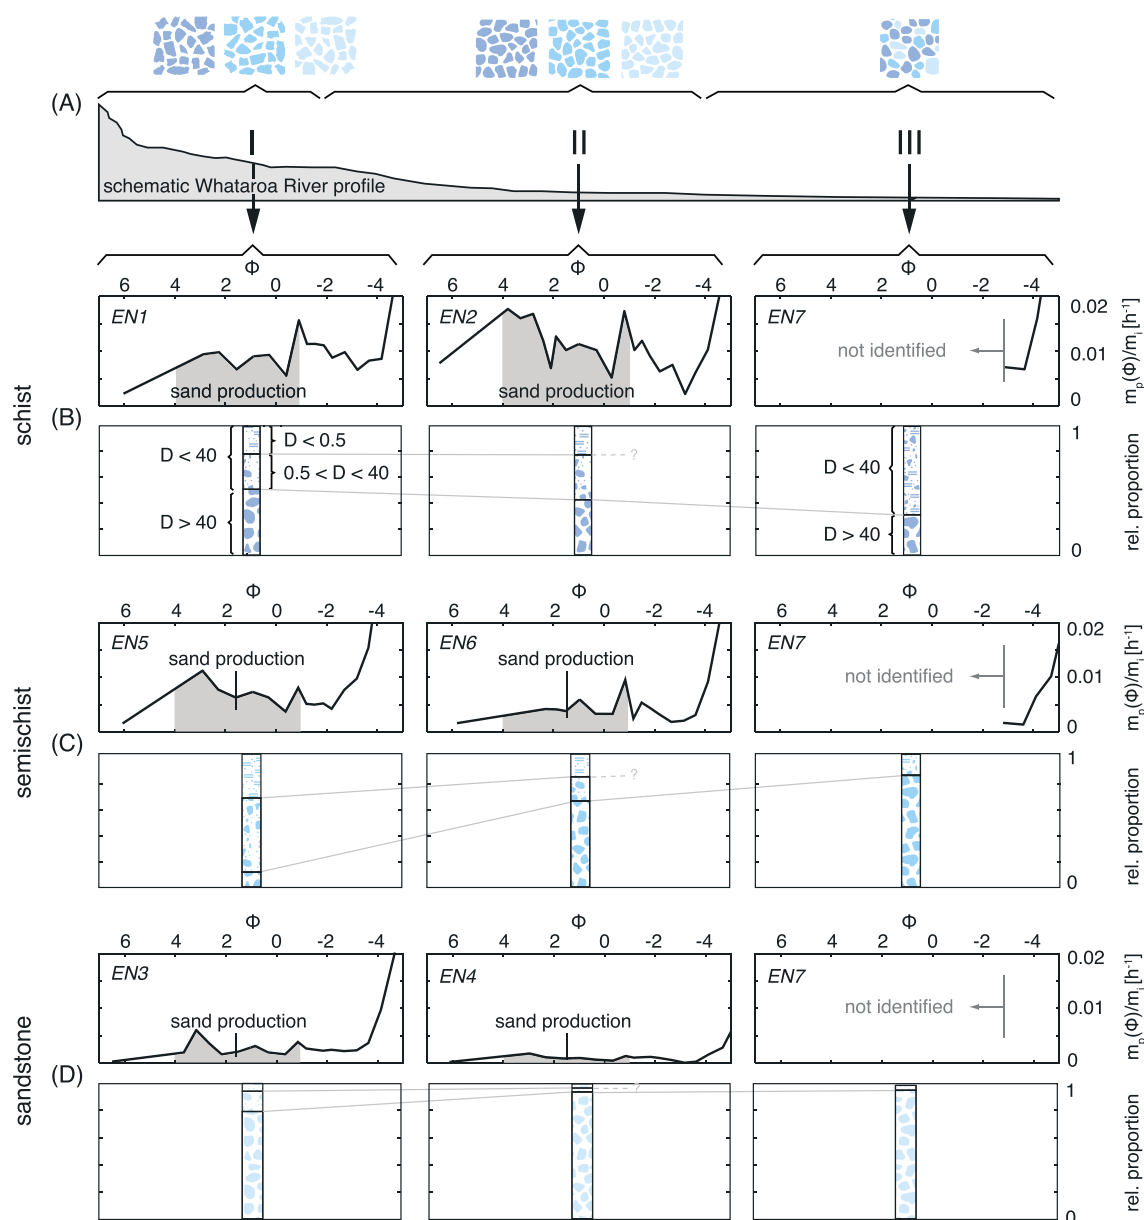 (A)
I II III
schematic Whataroa River profile
Φ Φ Φ
6 4 2 0 -2 -4 6 4 2 0 -2 -4 6 4 2 0 -2 -4
EN1 EN2 EN7 0.02
not identified 0.01
sand production sand production 0
mp(Φ)/mi [h-1]
schist
(B)
D < 0.5 ? 1
D < 40 0.5 < D < 40 D < 40
D > 40 D > 40
0
rel. proportion
Φ Φ Φ
6 4 2 0 -2 -4 6 4 2 0 -2 -4 6 4 2 0 -2 -4
EN5 EN6 EN7 0.02
sand production sand production not identified 0.01
0
mp(Φ)/mi [h-1]
semischist
(C)
? 1
0
rel. proportion
Φ Φ Φ
6 4 2 0 -2 -4 6 4 2 0 -2 -4 6 4 2 0 -2 -4
EN3 EN4 EN7 0.02
sand production sand production not identified 0.01
0
mp(Φ)/mi [h-1]
sandstone
(D)
? 1
0
rel. proportion